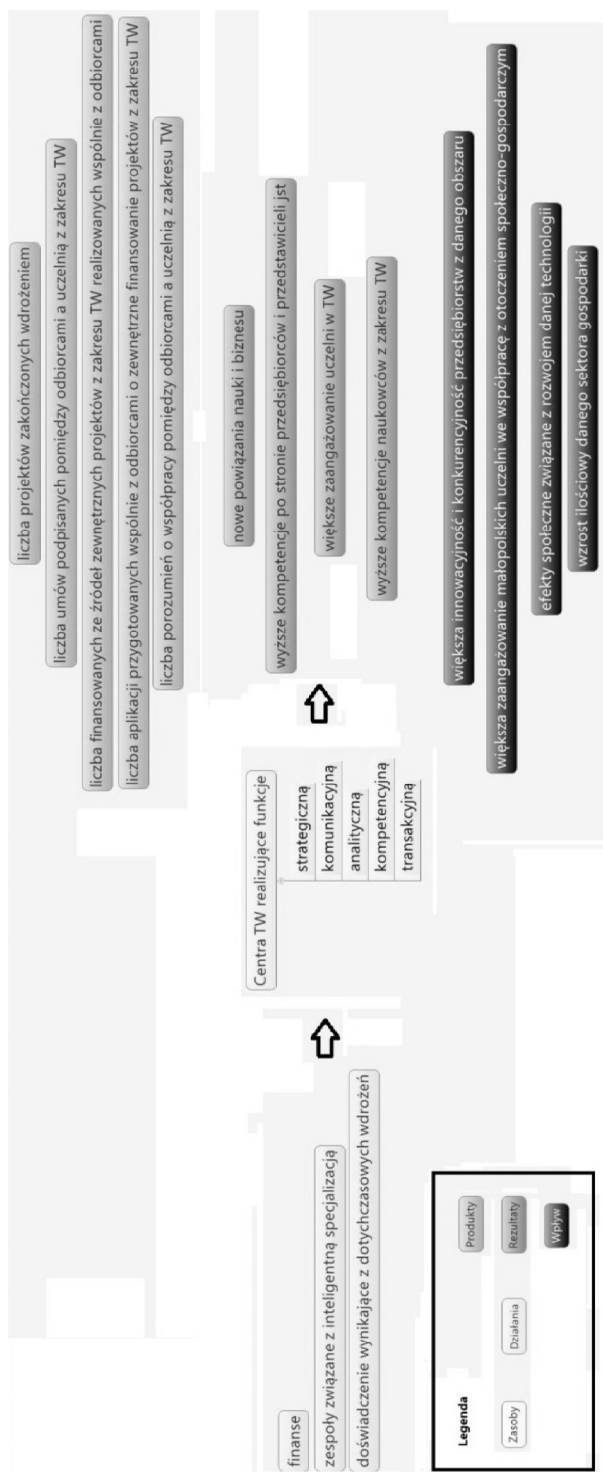 finanse
zespoły związane z inteligentną specjalizacją
doświadczenie wynikające z dotychczasowych wdrożeń
Centra TW realizujące funkcje
strategiczną
komunikacyjną
analityczną
kompetencyjną
transakcyjną
liczba projektów zakończonych wdrożeniem
liczba umów podpisanych pomiędzy odbiorcami a uczelnią z zakresu TW
liczba finansowanych ze źródeł zewnętrznych projektów z zakresu TW realizowanych wspólnie z odbiorcami
liczba aplikacji przygotowanych wspólnie z odbiorcami o zewnętrzne finansowanie projektów z zakresu TW
liczba porozumień o współpracy pomiędzy odbiorcami a uczelnią z zakresu TW
nowe powiązania nauki i biznesu
wyższe kompetencje po stronie przedsiębiorców i przedstawicieli jst
większe zaangażowanie uczelni w TW
wyższe kompetencje naukowców z zakresu TW
większa innowacyjność i konkurencyjność przedsiębiorstw z danego obszaru
większa zaangażowanie małopolskich uczelni we współpracę z otoczeniem społeczno-gospodarczym
efekty społeczne związane z rozwojem danej technologii
wzrost ilościowy danego sektora gospodarki
Legenda
Zasoby
Działania
Produkty
Rezultaty
Wpływ